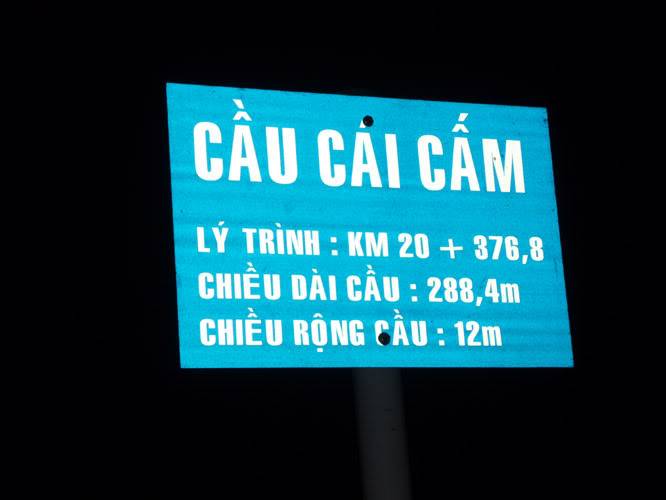 CẦU CÁI CẤM
LÝ TRÌNH : KM 20 + 376,8
CHIỀU DÀI CẦU : 288,4m
CHIỀU RỘNG CẦU : 12m